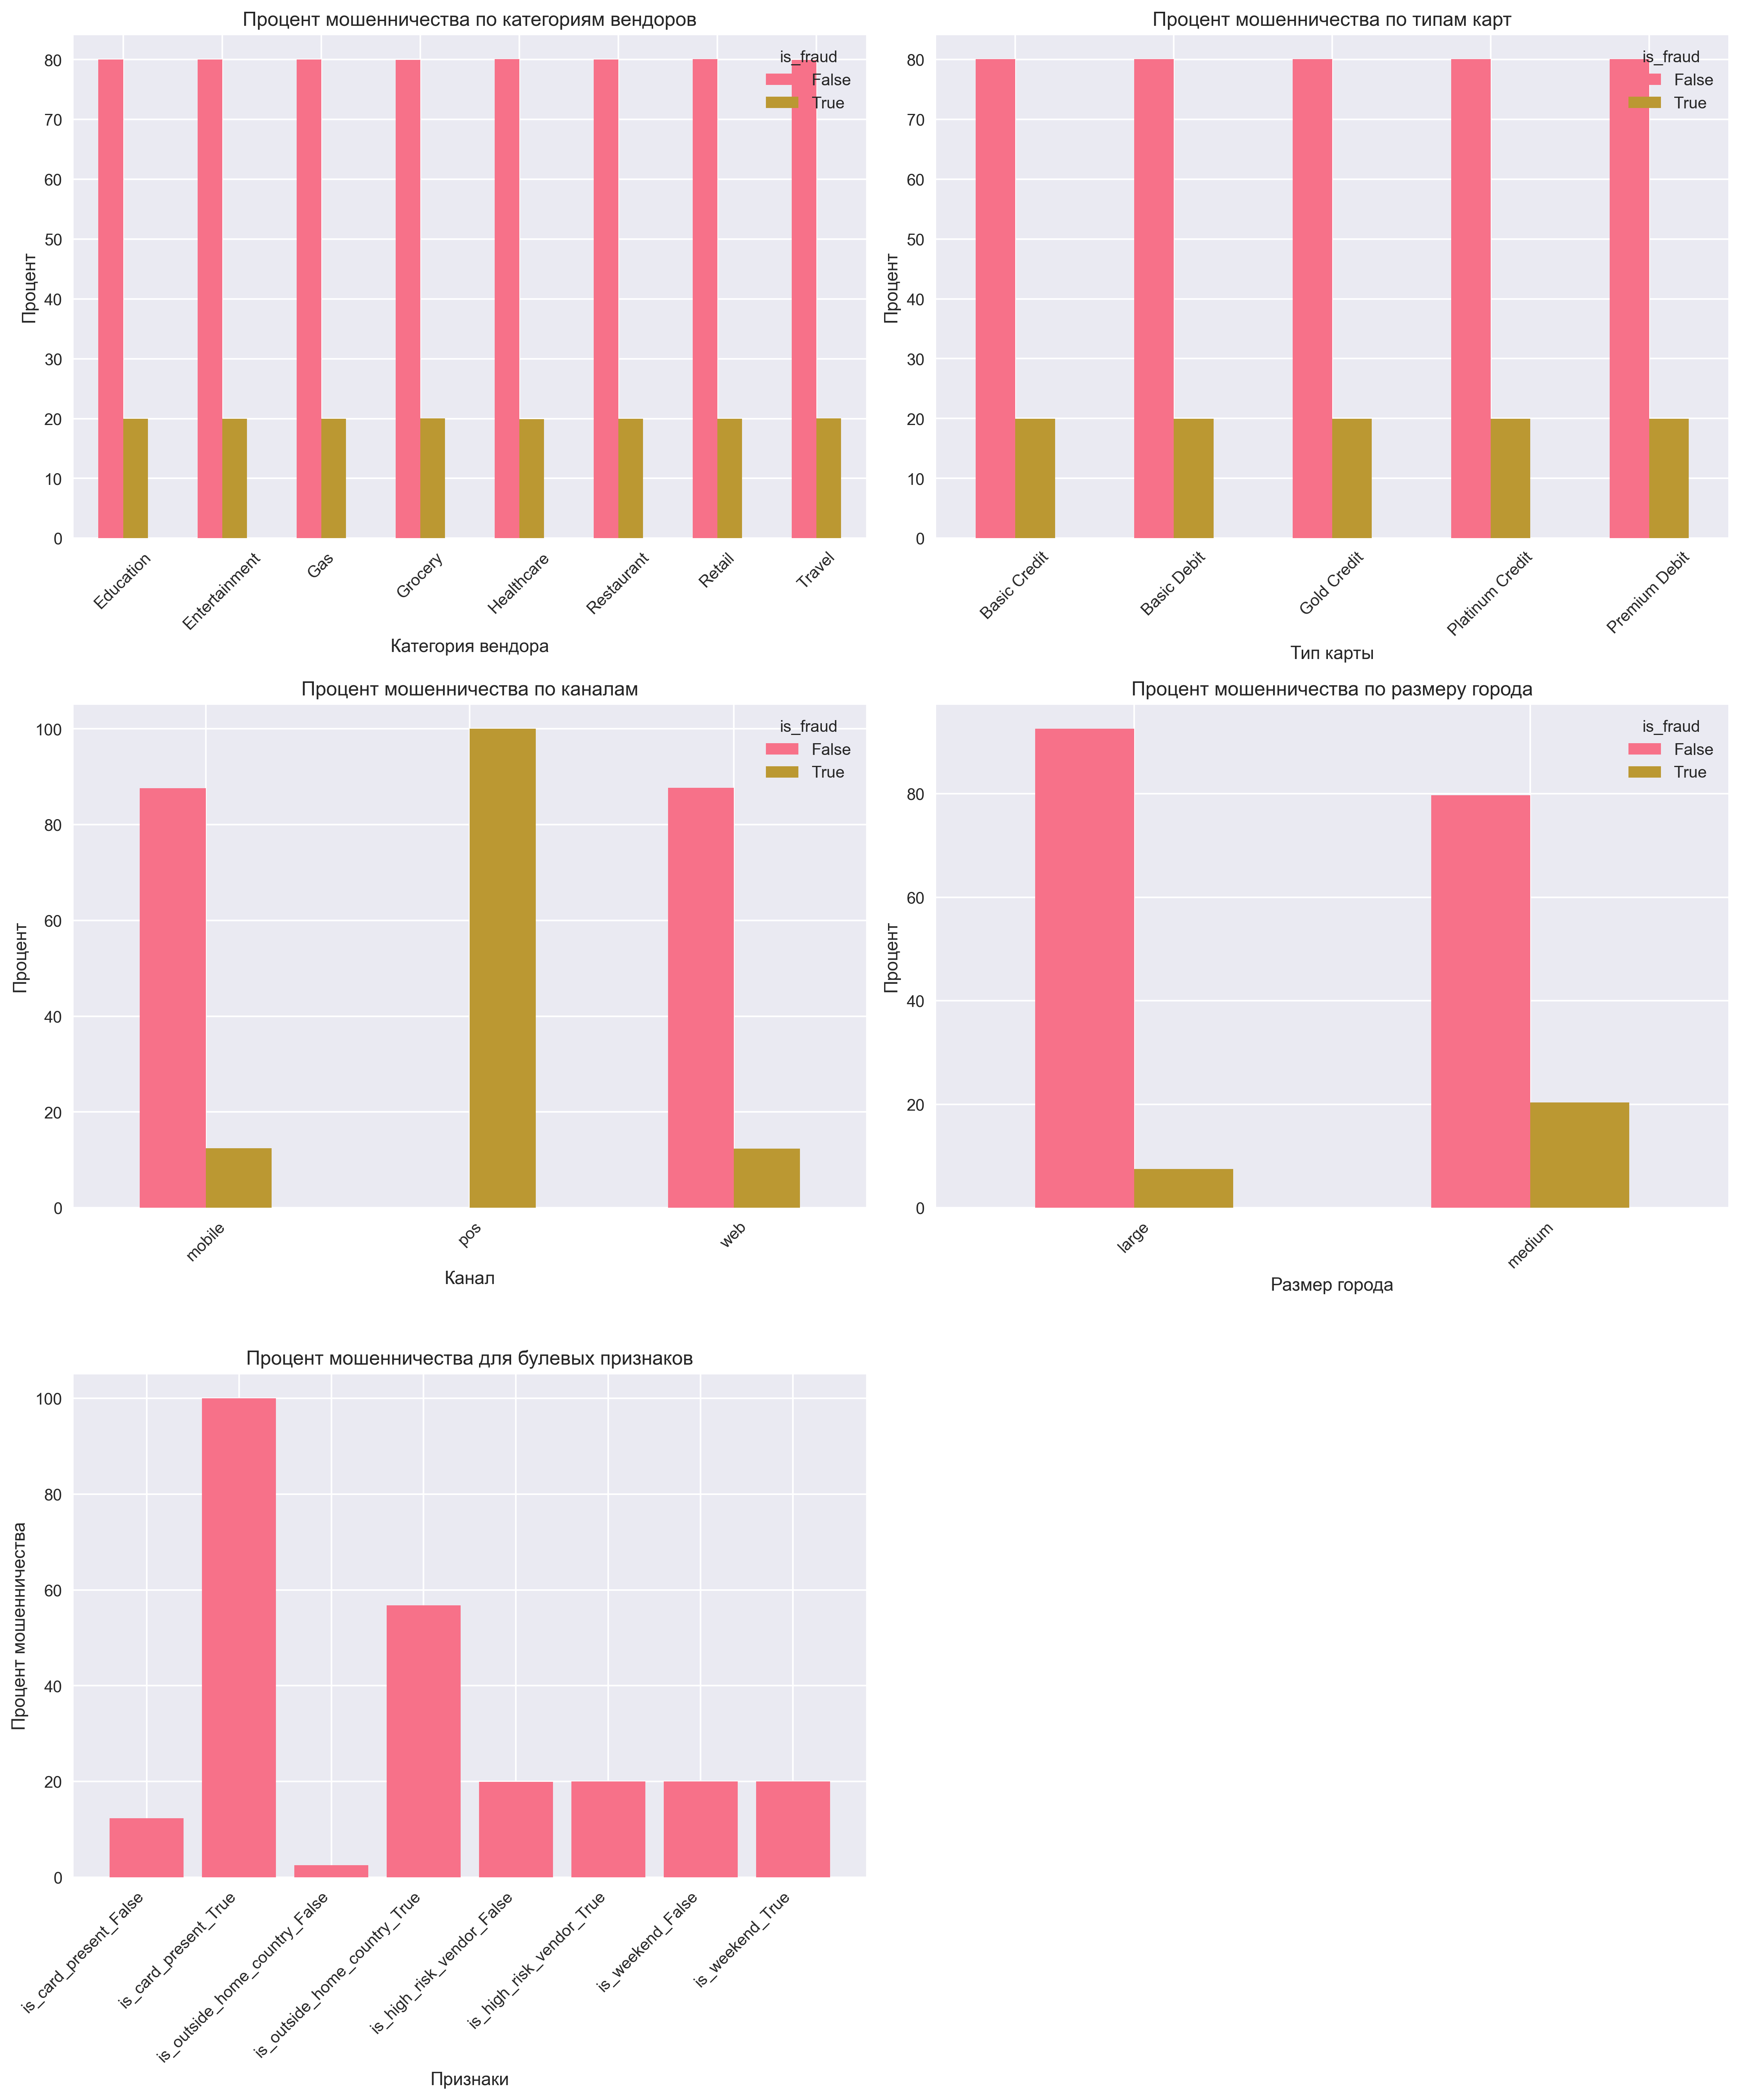 Процент мошенничества по категориям вендоров
is_fraud
False
True
Процент
80
70
60
50
40
30
20
10
0
Education
Entertainment
Gas
Grocery
Healthcare
Restaurant
Retail
Travel
Категория вендора
Процент мошенничества по типам карт
is_fraud
False
True
Процент
80
70
60
50
40
30
20
10
0
Basic Credit
Basic Debit
Gold Credit
Platinum Credit
Premium Debit
Тип карты
Процент мошенничества по каналам
is_fraud
False
True
Процент
100
80
60
40
20
0
mobile
pos
web
Канал
Процент мошенничества по размеру города
is_fraud
False
True
Процент
80
60
40
20
0
large
medium
Размер города
Процент мошенничества для булевых признаков
Процент мошенничества
100
80
60
40
20
0
is_card_present_False
is_card_present_True
is_outside_home_country_False
is_outside_home_country_True
is_high_risk_vendor_False
is_high_risk_vendor_True
is_weekend_False
is_weekend_True
Признаки